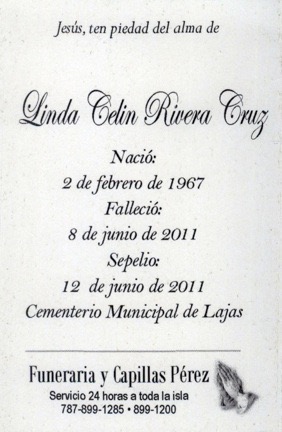 Jesús, ten piedad del alma de
Linda Celin Rivera Cruz
Nació:
2 de febrero de 1967
Falleció:
8 de junio de 2011
Sepelio:
12 de junio de 2011
Cementerio Municipal de Lajas
Funeraria y Capillas Pérez
Servicio 24 horas a toda la isla
787-899-1285 • 899-1200